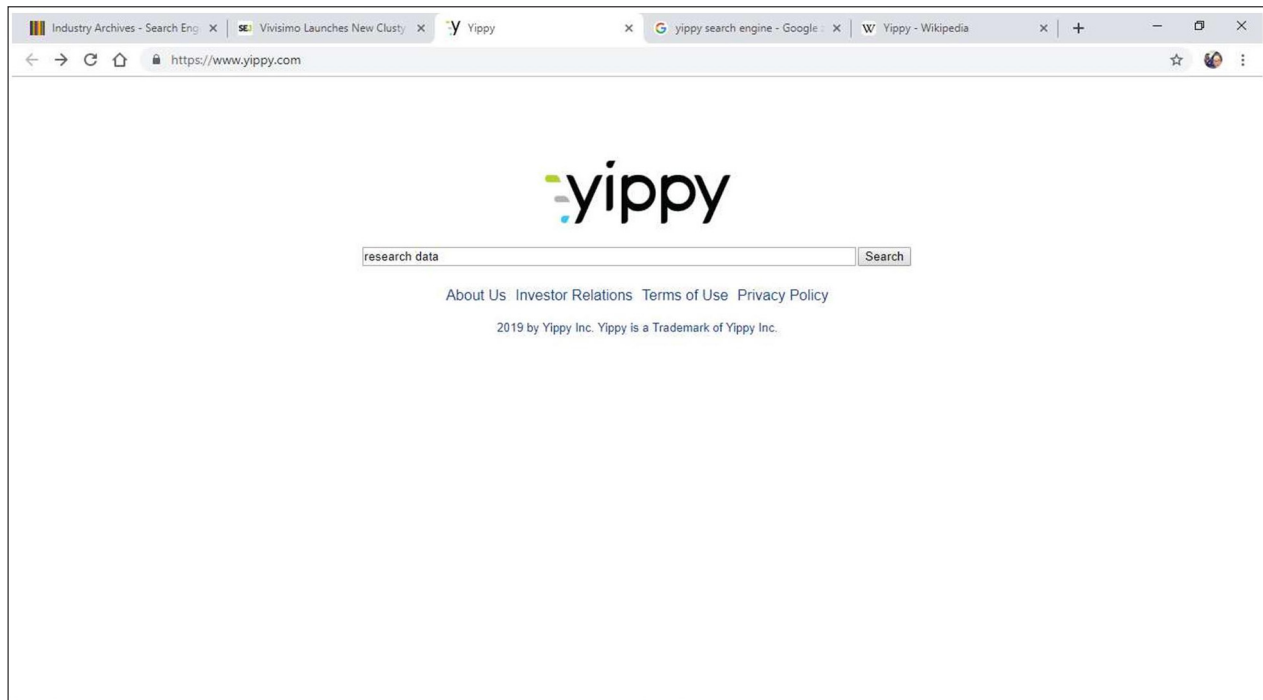 Industry Archives - Search Eng
SEJ Vivisimo Launches New Clusty
Yippy
yippy search engine - Google
W Yippy - Wikipedia
https://www.yippy.com
yippy
research data
Search
About Us Investor Relations Terms of Use Privacy Policy
2019 by Yippy Inc. Yippy is a Trademark of Yippy Inc.